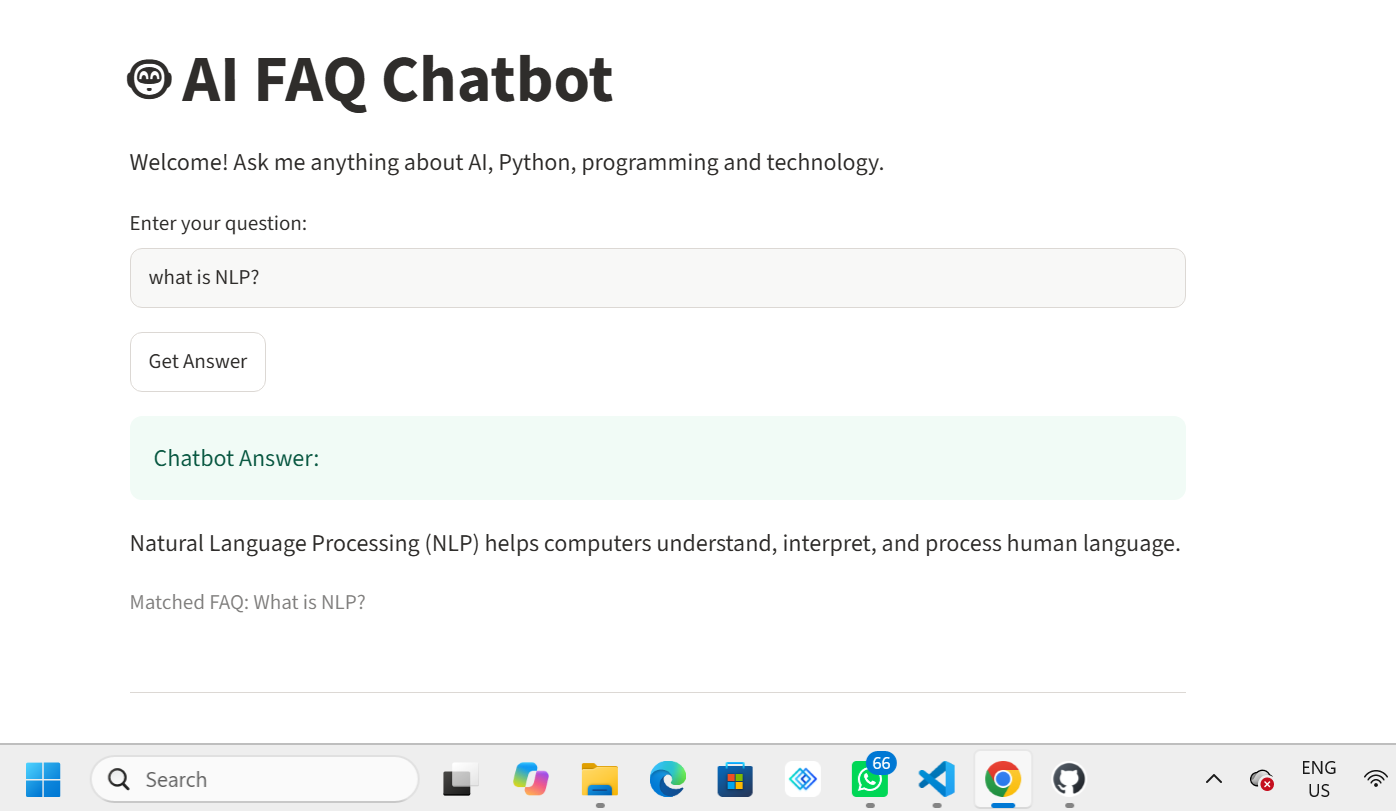 AI FAQ Chatbot
Welcome! Ask me anything about AI, Python, programming and technology.
Enter your question:
what is NLP?
Get Answer
Chatbot Answer:
Natural Language Processing (NLP) helps computers understand, interpret, and process human language.
Matched FAQ: What is NLP?
Search
66
ENG
US